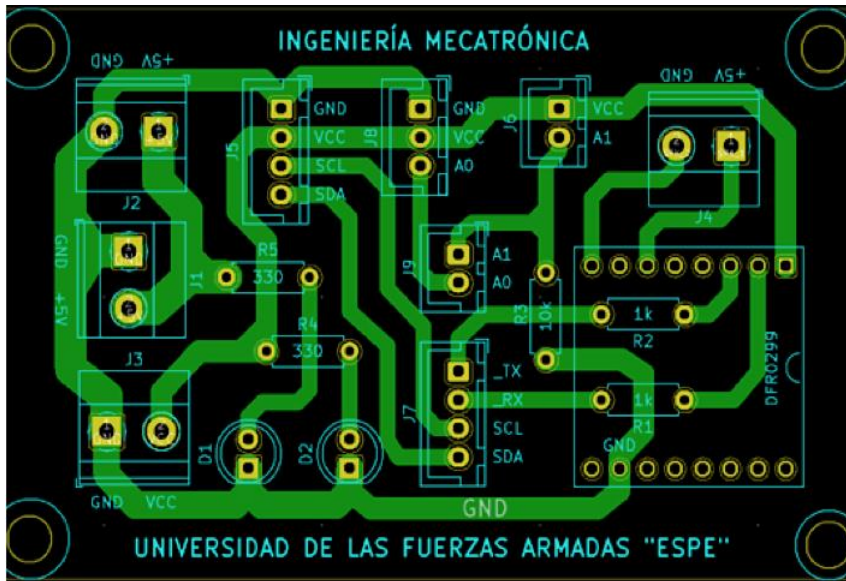 INGENIERÍA MECATRÓNICA
GND +5V
GND
VCC
SCL
SDA
J5
GND
VCC
A0
J8
VCC
A1
J6
GND +5V
J2
J4
GND
+5V
J1
R5
330
A1
A0
J9
R3
10k
1k
R2
DFR0299
J3
R4
330
_TX
_RX
SCL
SDA
J7
1k
R1
GND
D1
D2
GND VCC
GND
UNIVERSIDAD DE LAS FUERZAS ARMADAS "ESPE"